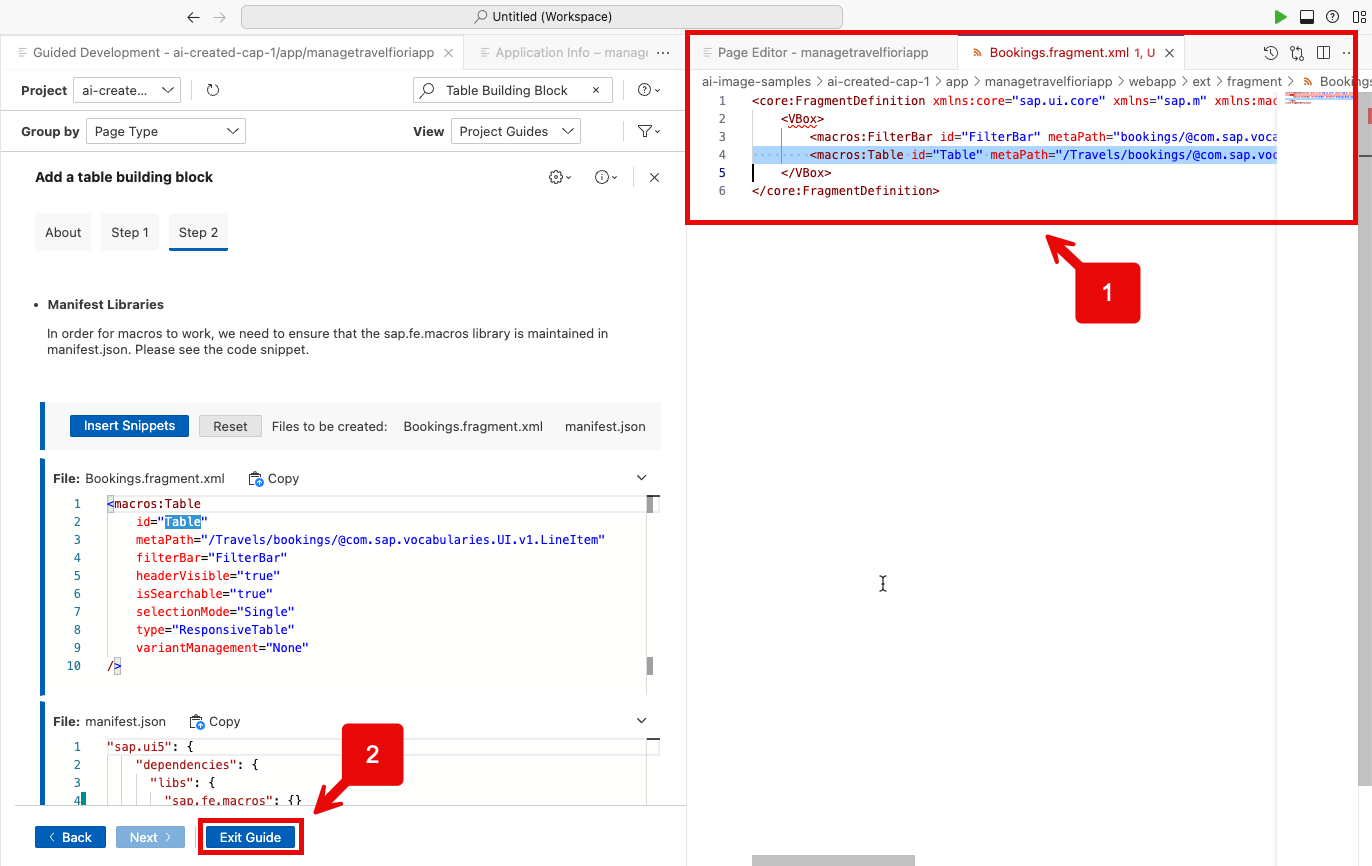 Untitled (Workspace)
Guided Development - ai-created-cap-1/app/managetravelfioriapp
Application Info – manage
Project
ai-create...
Table Building Block
Group by
Page Type
View
Project Guides
Add a table building block
About
Step 1
Step 2
• Manifest Libraries
In order for macros to work, we need to ensure that the sap.fe.macros library is maintained in
manifest.json. Please see the code snippet.
Insert Snippets
Reset
Files to be created:
Bookings.fragment.xml
manifest.json
File: Bookings.fragment.xml
Copy
1 <macros:Table
2 id="Table"
3 metaPath="/Travels/bookings/@com.sap.vocabularies.UI.v1.LineItem"
4 filterBar="FilterBar"
5 headerVisible="true"
6 isSearchable="true"
7 selectionMode="Single"
8 type="ResponsiveTable"
9 variantManagement="None"
10 />
File: manifest.json
Copy
1 "sap.ui5": {
2 "dependencies": {
3 "libs": {
4 "sap.fe.macros": {}
2
Back
Next
Exit Guide
Page Editor - managetravelfioriapp
Bookings.fragment.xml 1, U
ai-image-samples > ai-created-cap-1 > app > managetravelfioriapp > webapp > ext > fragment > Bookings
1 <core:FragmentDefinition xmlns:core="sap.ui.core" xmlns="sap.m" xmlns:mac
2 <VBox>
3 <macros:FilterBar id="FilterBar" metaPath="bookings/@com.sap.voca
4 <macros:Table id="Table" metaPath="/Travels/bookings/@com.sap.voc
5 </VBox>
6 </core:FragmentDefinition>
1